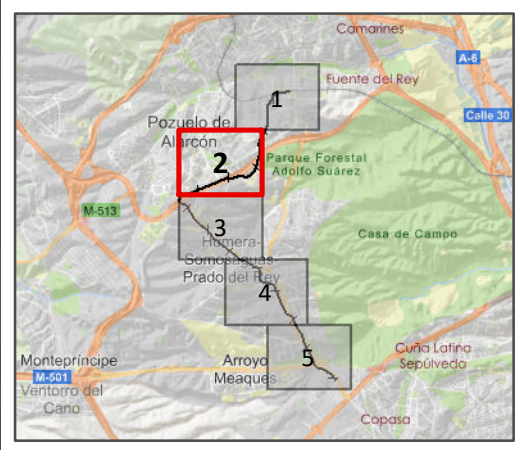 Camarines
A-6
Fuente del Rey
1
Calle 30
Pozuelo de
Alarcón
2
Parque Forestal
Adolfo Suárez
M-513
3
Casa de Campo
Húmera-
Somosaguas-
Prado del Rey
4
Cuña Latina
Sepúlveda
Montepríncipe
Arroyo
Meaques
5
M-501
Ventorro del
Cano
Copasa